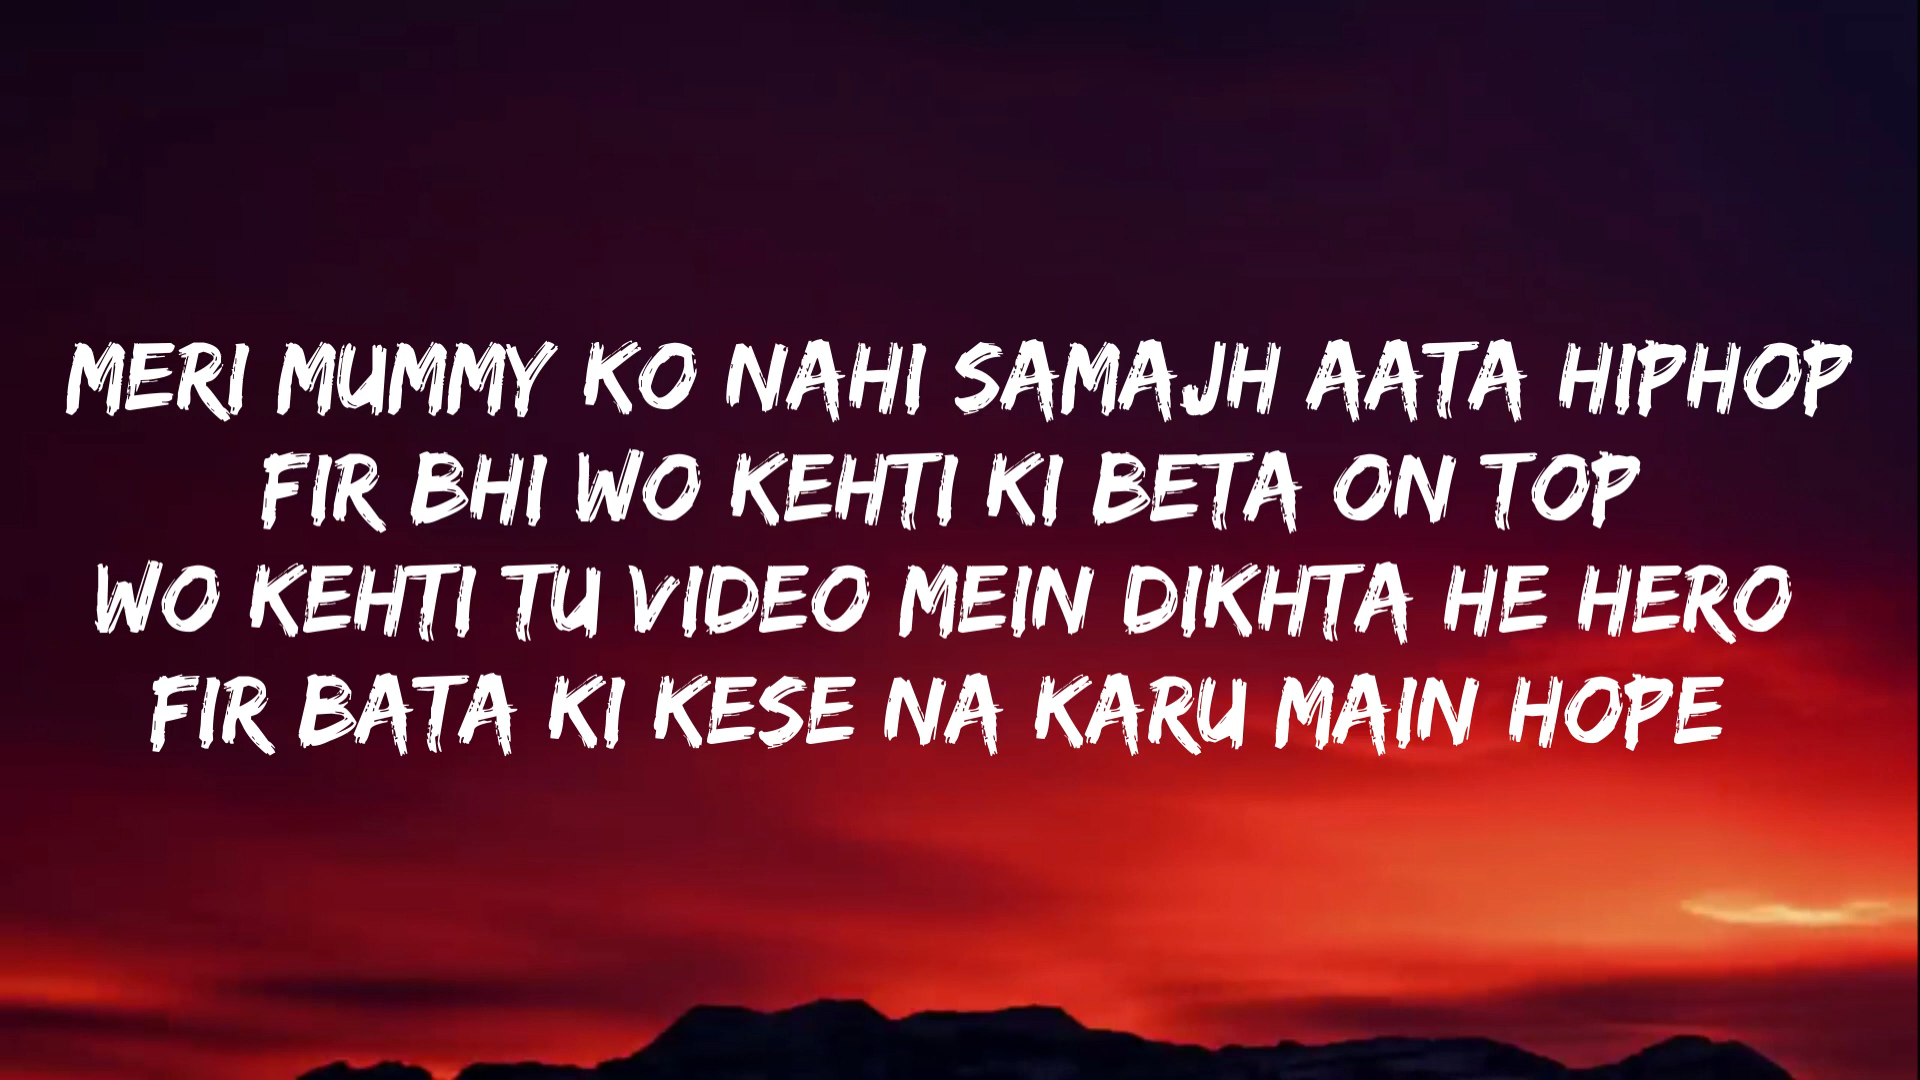 MERI MUMMY KO NAHI SAMAJH AATA HIPHOP
FIR BHI WO KEHTI KI BETA ON TOP
WO KEHTI TU VIDEO MEIN DIKHTA HE HERO
FIR BATA KI KESE NA KARU MAIN HOPE